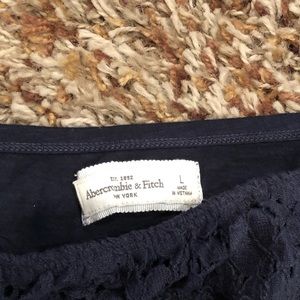 Est. 1892
Abercrombie & Fitch
NEW YORK
L
MADE
IN VIETNAM